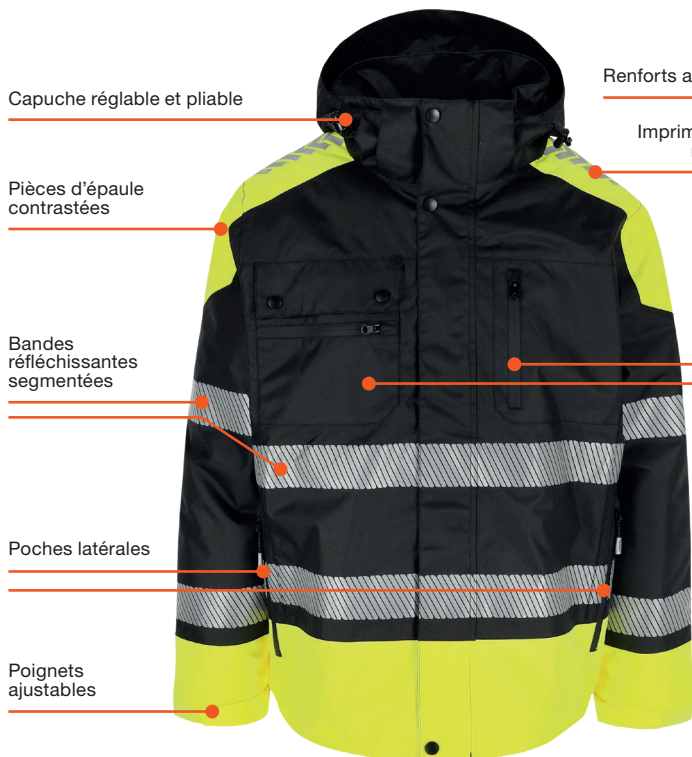 Capuche réglable et pliable
Renforts a
Imprim
Pièces d'épaule
contrastées
Bandes
réfléchissantes
segmentées
Poches latérales
Poignets
ajustables